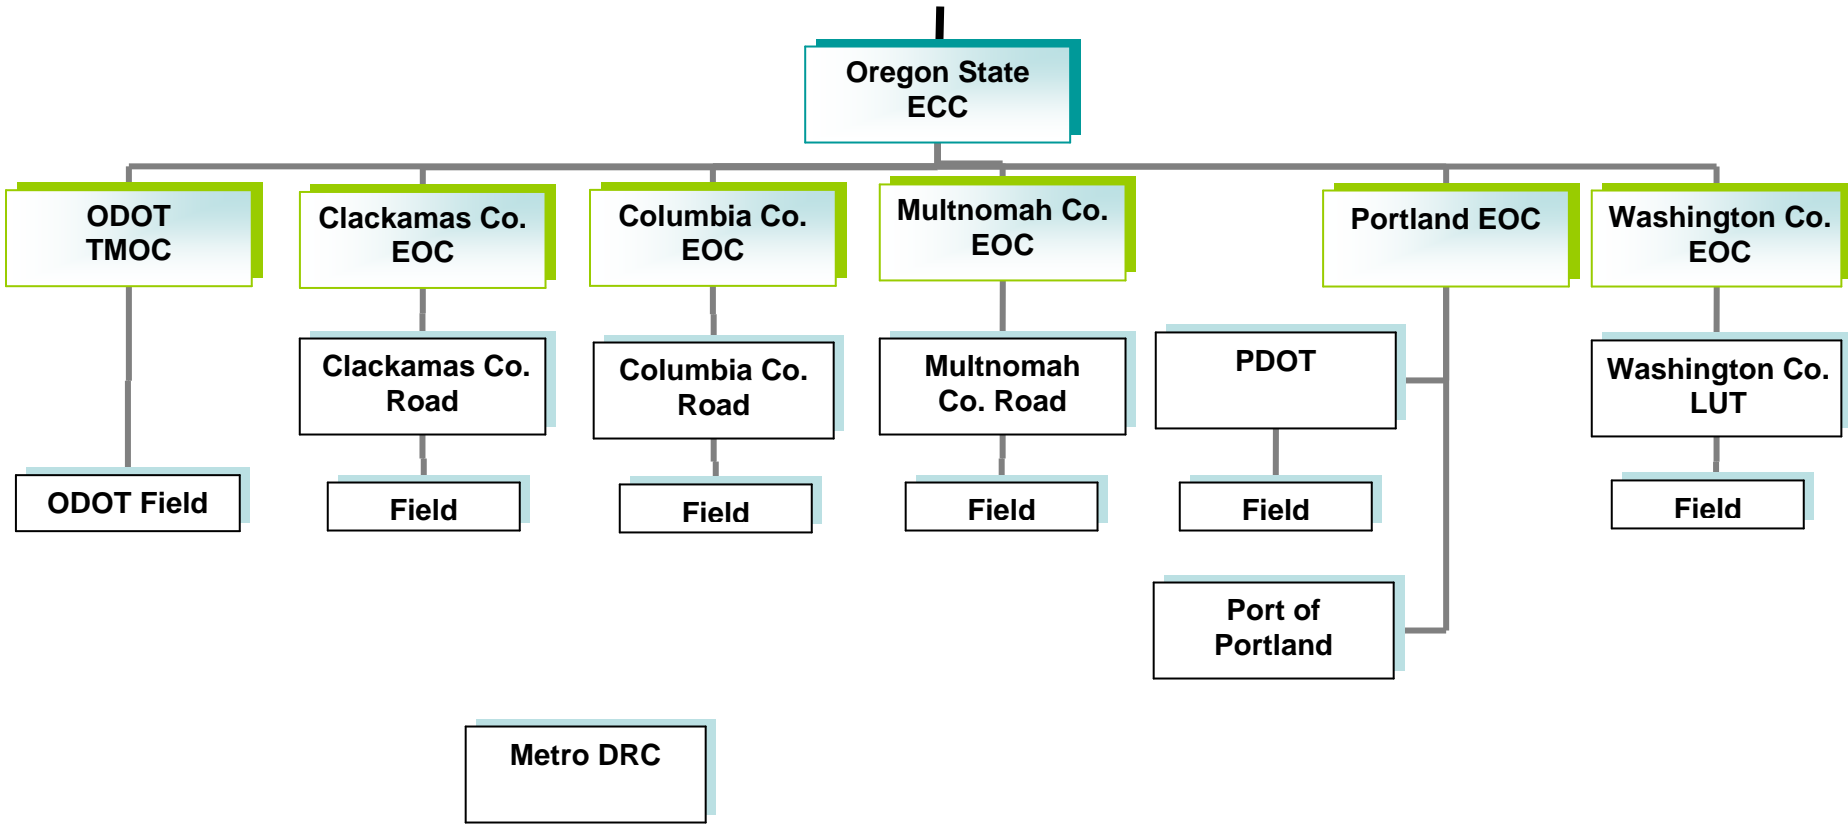 Oregon State
ECC
ODOT
TMOC
Clackamas Co.
EOC
Columbia Co.
EOC
Multnomah Co.
EOC
Portland EOC
Washington Co.
EOC
Clackamas Co.
Road
Columbia Co.
Road
Multnomah
Co. Road
PDOT
Washington Co.
LUT
ODOT Field
Field
Field
Field
Field
Field
Port of
Portland
Metro DRC